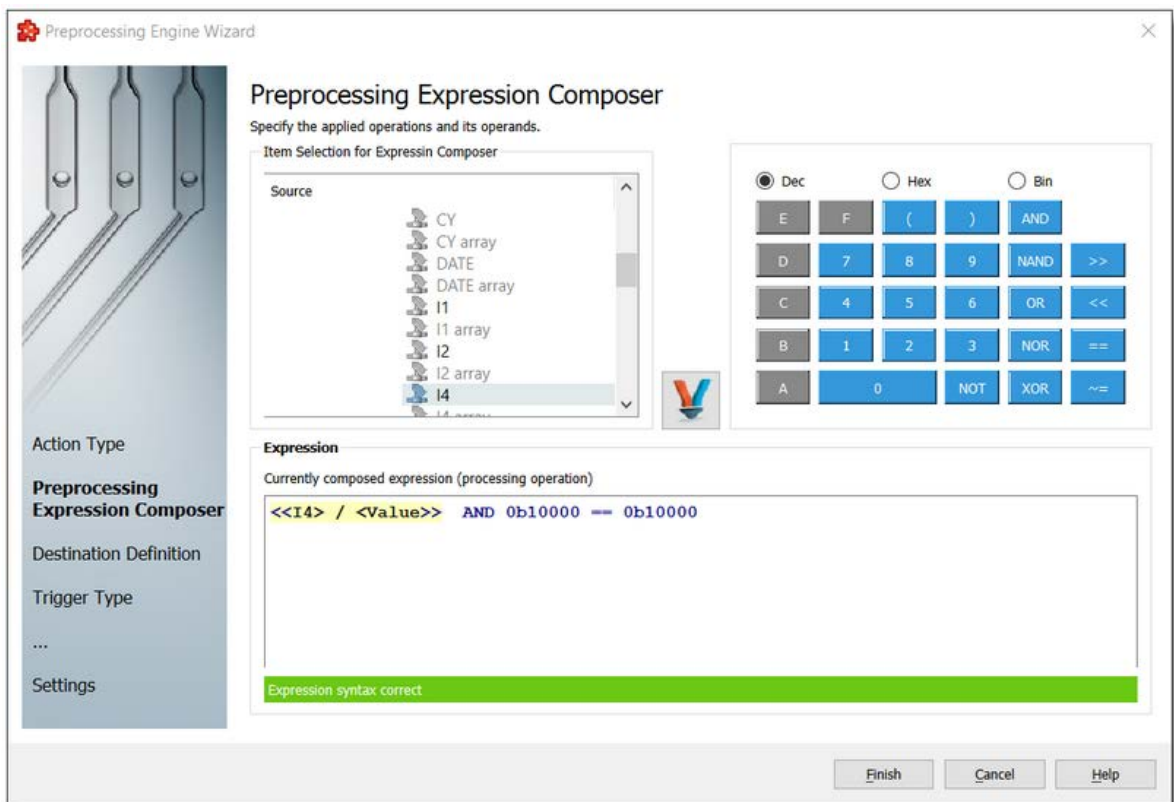 Preprocessing Engine Wizard
Preprocessing Expression Composer
Specify the applied operations and its operands.
Item Selection for Expressin Composer
Source
CY
CY array
DATE
DATE array
I1
I1 array
I2
I2 array
I4
I4 array
Dec Hex Bin
E F ( ) AND
D 7 8 9 NAND >>
C 4 5 6 OR <<
B 1 2 3 NOR ==
A 0 NOT XOR ~=
Action Type
Preprocessing
Expression Composer
Destination Definition
Trigger Type
...
Settings
Expression
Currently composed expression (processing operation)
<<I4> / <Value>> AND 0b10000 == 0b10000
Expression syntax correct
Finish Cancel Help